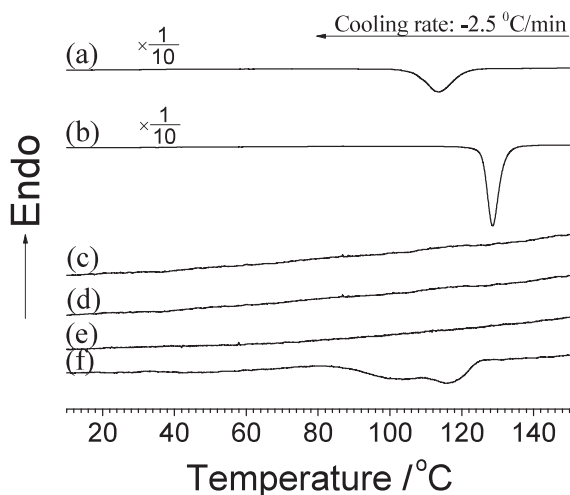 Cooling rate: -2.5 ⁰C/min
(a) ×1/10
(b) ×1/10
Endo
(c)
(d)
(e)
(f)
20 40 60 80 100 120 140
Temperature /°C